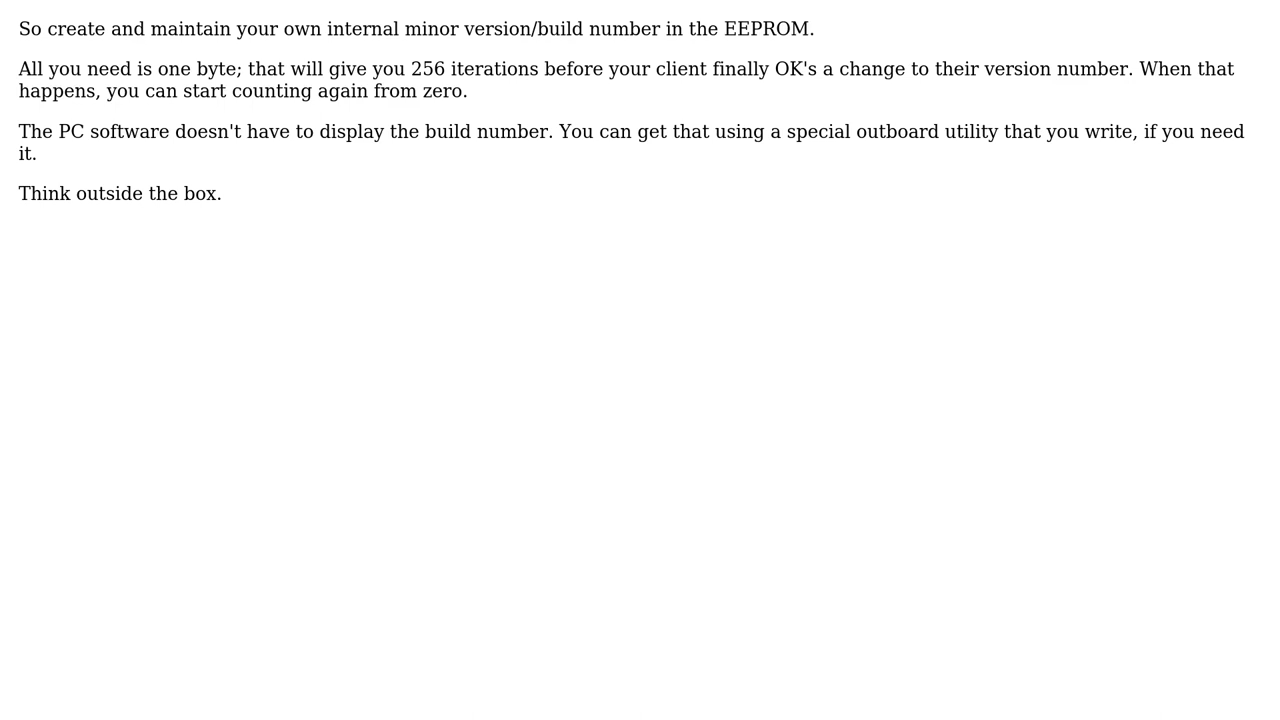 So create and maintain your own internal minor version/build number in the EEPROM.
All you need is one byte; that will give you 256 iterations before your client finally OK's a change to their version number. When that
happens, you can start counting again from zero.
The PC software doesn't have to display the build number. You can get that using a special outboard utility that you write, if you need
it.
Think outside the box.